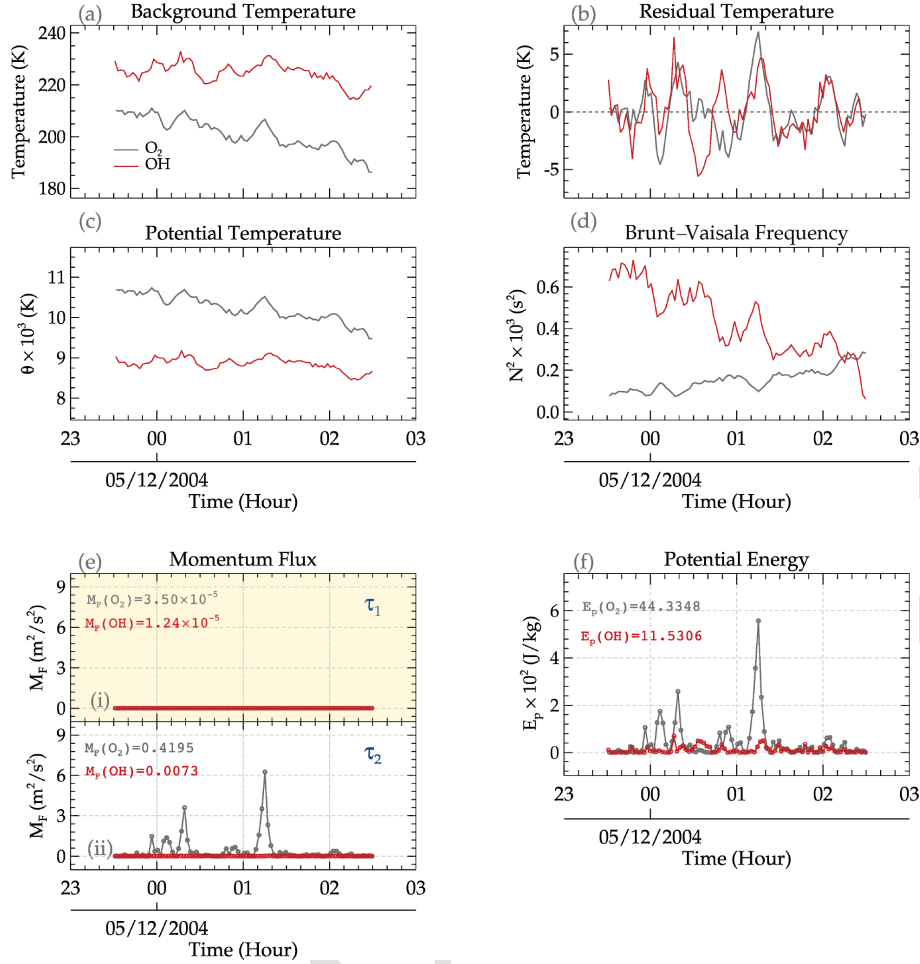 (a) Background Temperature
Temperature (K)
240
220
200
180
O₂
OH
(b) Residual Temperature
Temperature (K)
5
0
-5
(c) Potential Temperature
θ × 10³ (K)
11
10
9
8
23 00 01 02 03
05/12/2004
Time (Hour)
(d) Brunt–Vaisala Frequency
N² × 10³ (s²)
0.6
0.4
0.2
0.0
23 00 01 02 03
05/12/2004
Time (Hour)
(e) Momentum Flux
M_F (m²/s²)
9
6
3
0
M_F(O₂)=3.50×10⁻⁵
M_F(OH)=1.24×10⁻⁵
τ₁
(i)
M_F (m²/s²)
9
6
3
0
M_F(O₂)=0.4195
M_F(OH)=0.0073
τ₂
(ii)
23 00 01 02 03
05/12/2004
Time (Hour)
(f) Potential Energy
E_p × 10² (J/kg)
6
4
2
0
E_p(O₂)=44.3348
E_p(OH)=11.5306
23 00 01 02 03
05/12/2004
Time (Hour)